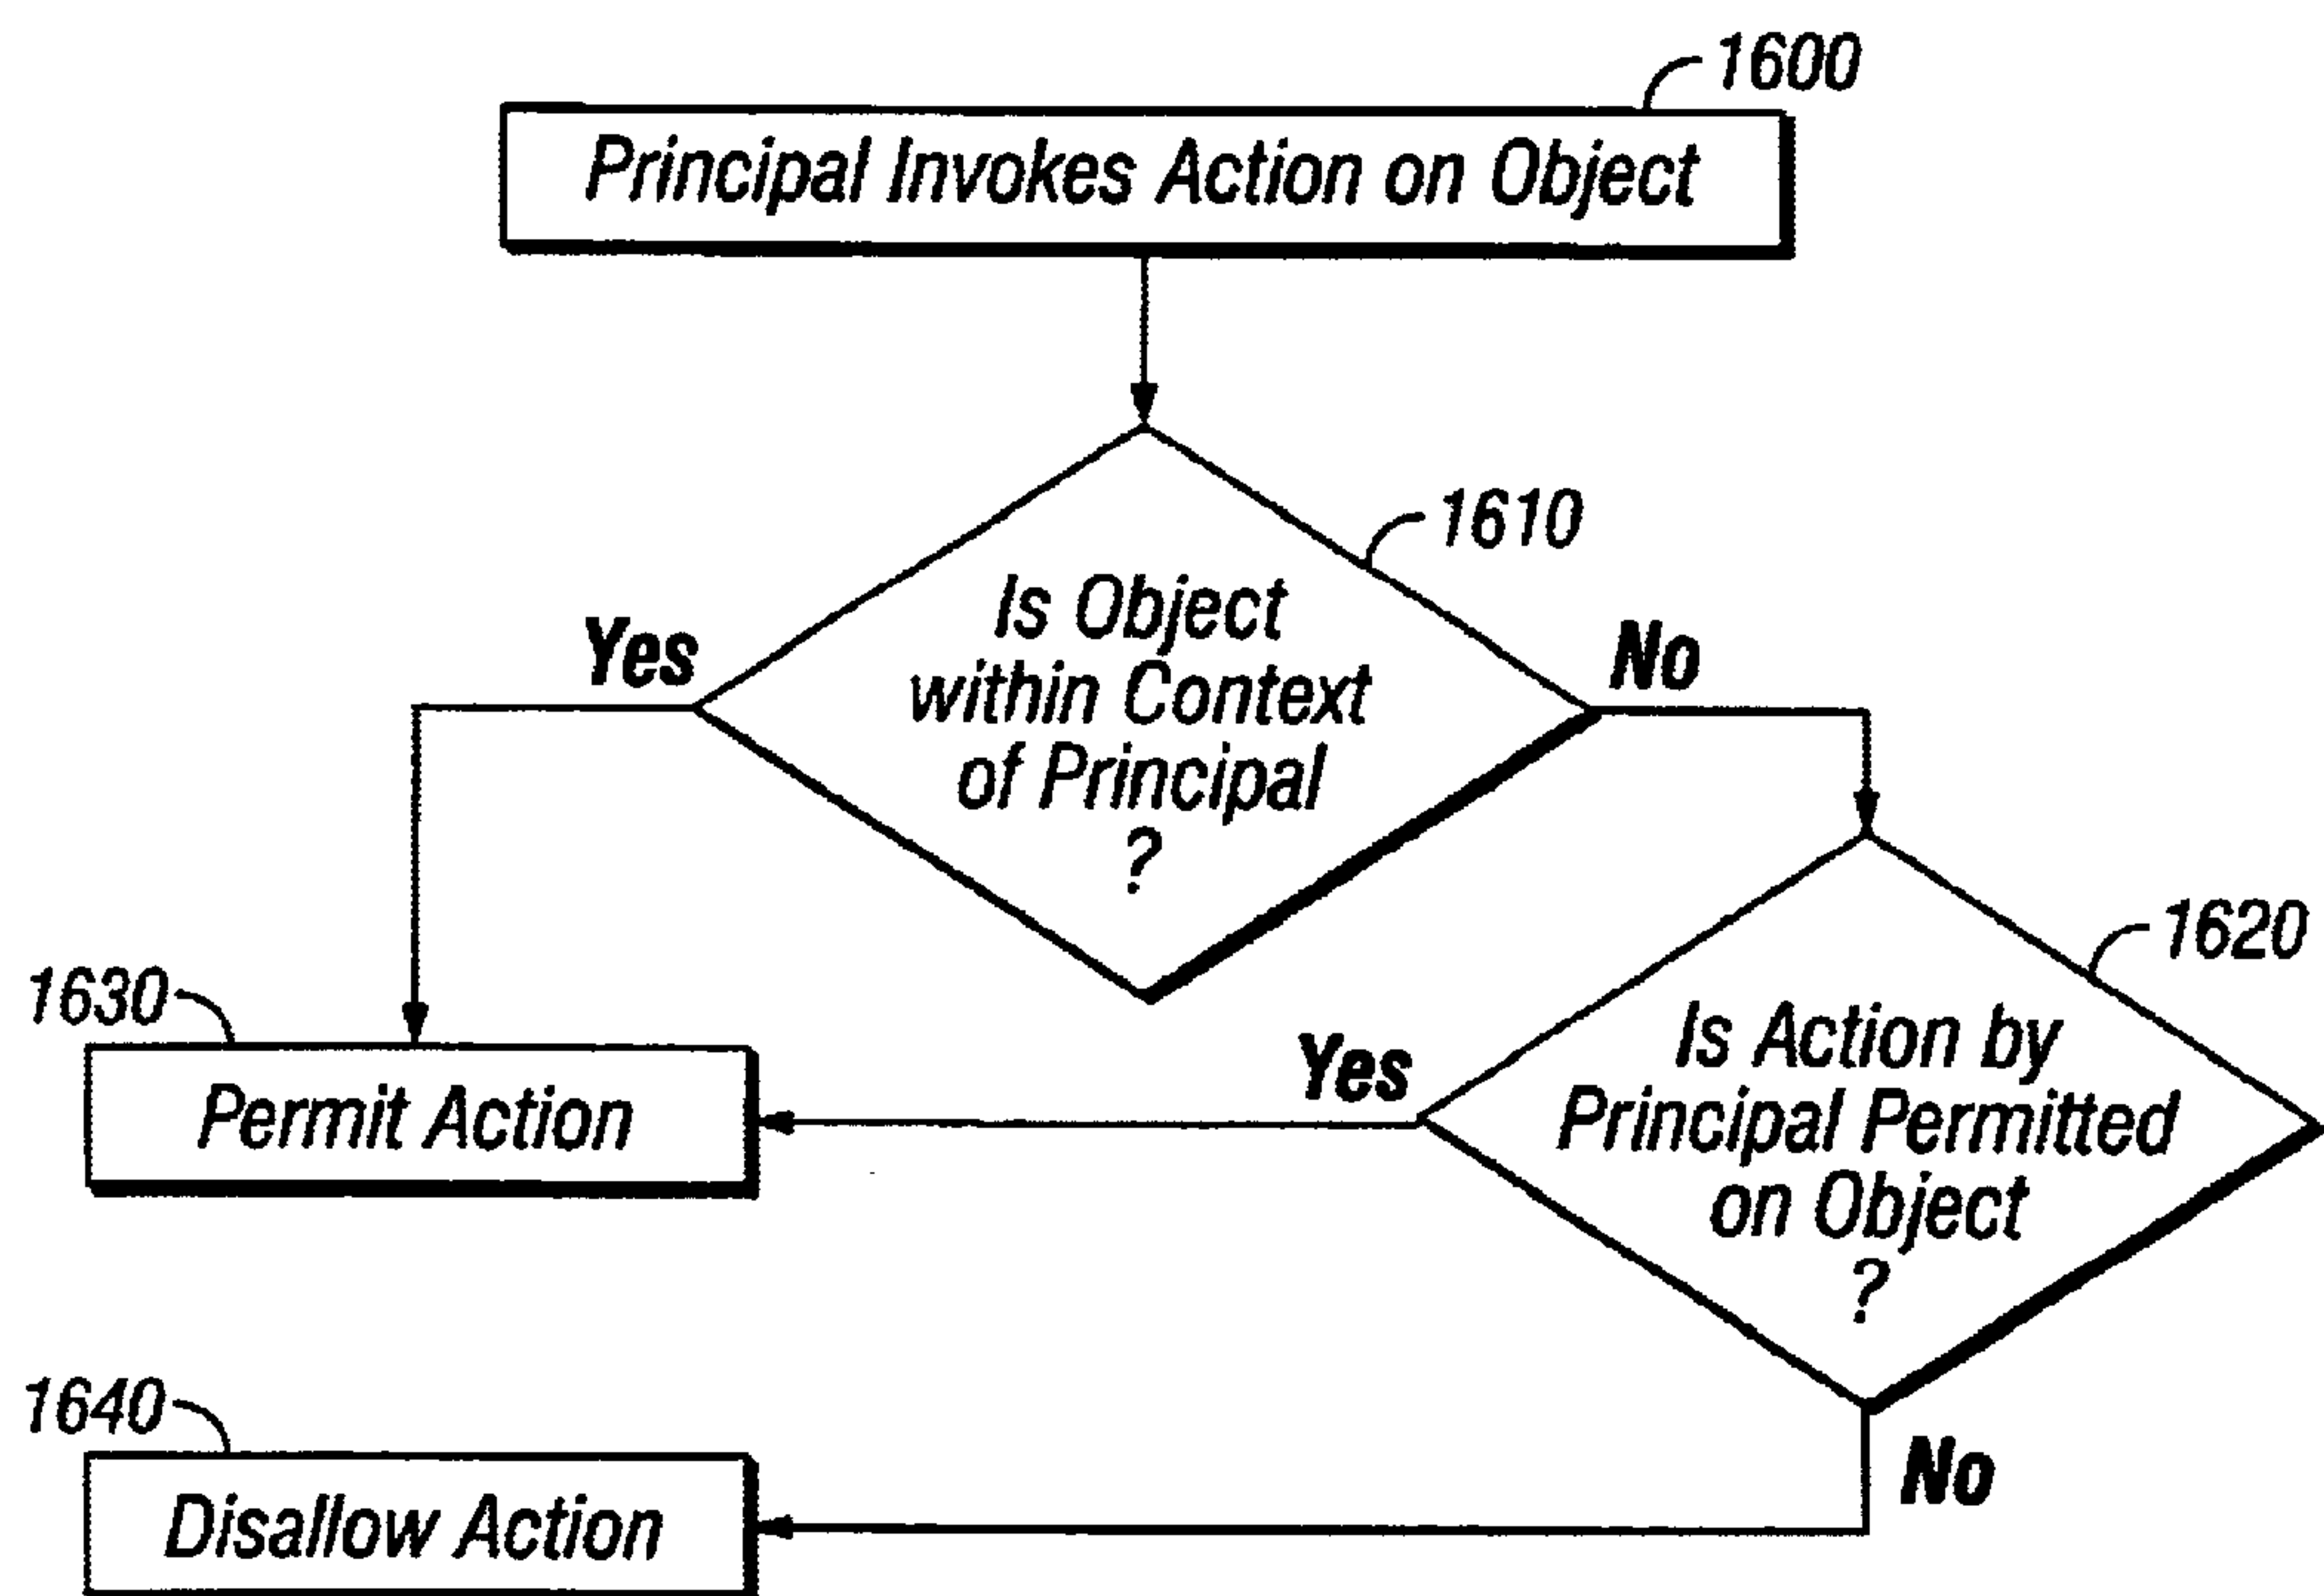 1600
Principal Invokes Action on Object
1610
Is Object
within Context
of Principal
?
Yes
No
1620
Is Action by
Principal Permitted
on Object
?
Yes
No
1630
Permit Action
1640
Disallow Action